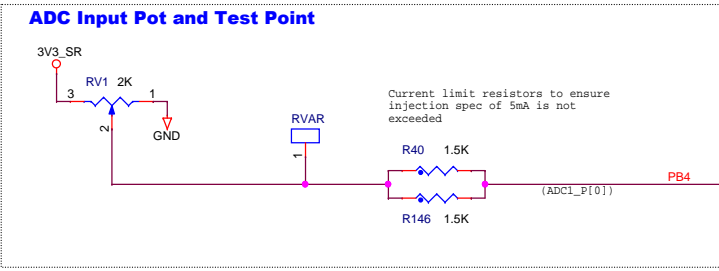 ADC Input Pot and Test Point
3V3_SR
RV1 2K
3
1
2
GND
RVAR
1
Current limit resistors to ensure
injection spec of 5mA is not
exceeded
R40 1.5K
PB4
(ADC1_P[0])
R146 1.5K